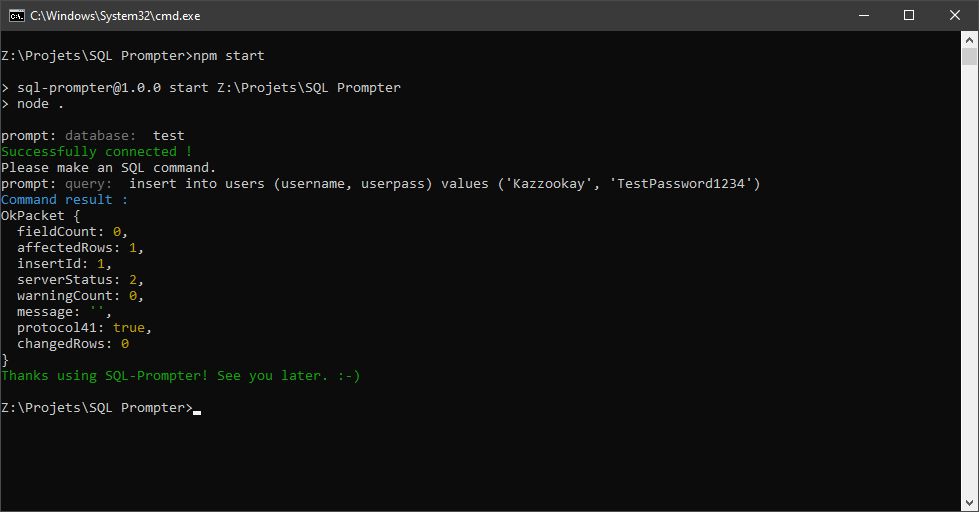 C:\Windows\System32\cmd.exe
Z:\Projets\SQL Prompter>npm start
> sql-prompter@1.0.0 start Z:\Projets\SQL Prompter
> node .
prompt: database:  test
Successfully connected !
Please make an SQL command.
prompt: query:  insert into users (username, userpass) values ('Kazzookay', 'TestPassword1234')
Command result :
OkPacket {
  fieldCount: 0,
  affectedRows: 1,
  insertId: 1,
  serverStatus: 2,
  warningCount: 0,
  message: '',
  protocol41: true,
  changedRows: 0
}
Thanks using SQL-Prompter! See you later. :-)
Z:\Projets\SQL Prompter>